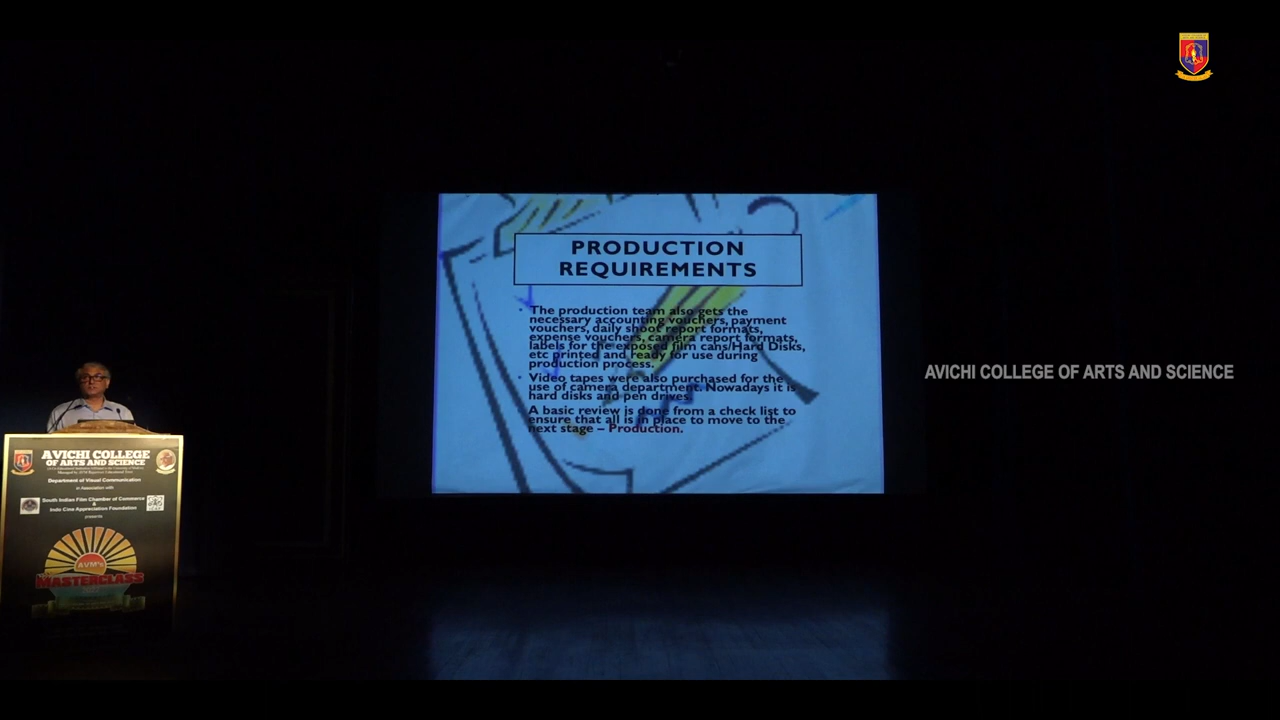 PRODUCTION
REQUIREMENTS
The production team also gets the
necessary accounting vouchers, payment
vouchers, daily shoot report formats,
expense vouchers, camera report formats,
labels for the exposed film cans/Hard Disks,
etc printed and ready for use during
production process.
Video tapes were also purchased for the
use of camera department. Nowadays it is
hard disks and pen drives.
A basic review is done from a check list to
ensure that all is in place to move to the
next stage – Production.
AVICHI COLLEGE OF ARTS AND SCIENCE
AVICHI COLLEGE
OF ARTS AND SCIENCE
Department of Visual Communication
in Association with
South Indian Film Chamber of Commerce
&
Indo Cine Appreciation Foundation
AVM's
MASTERCLASS